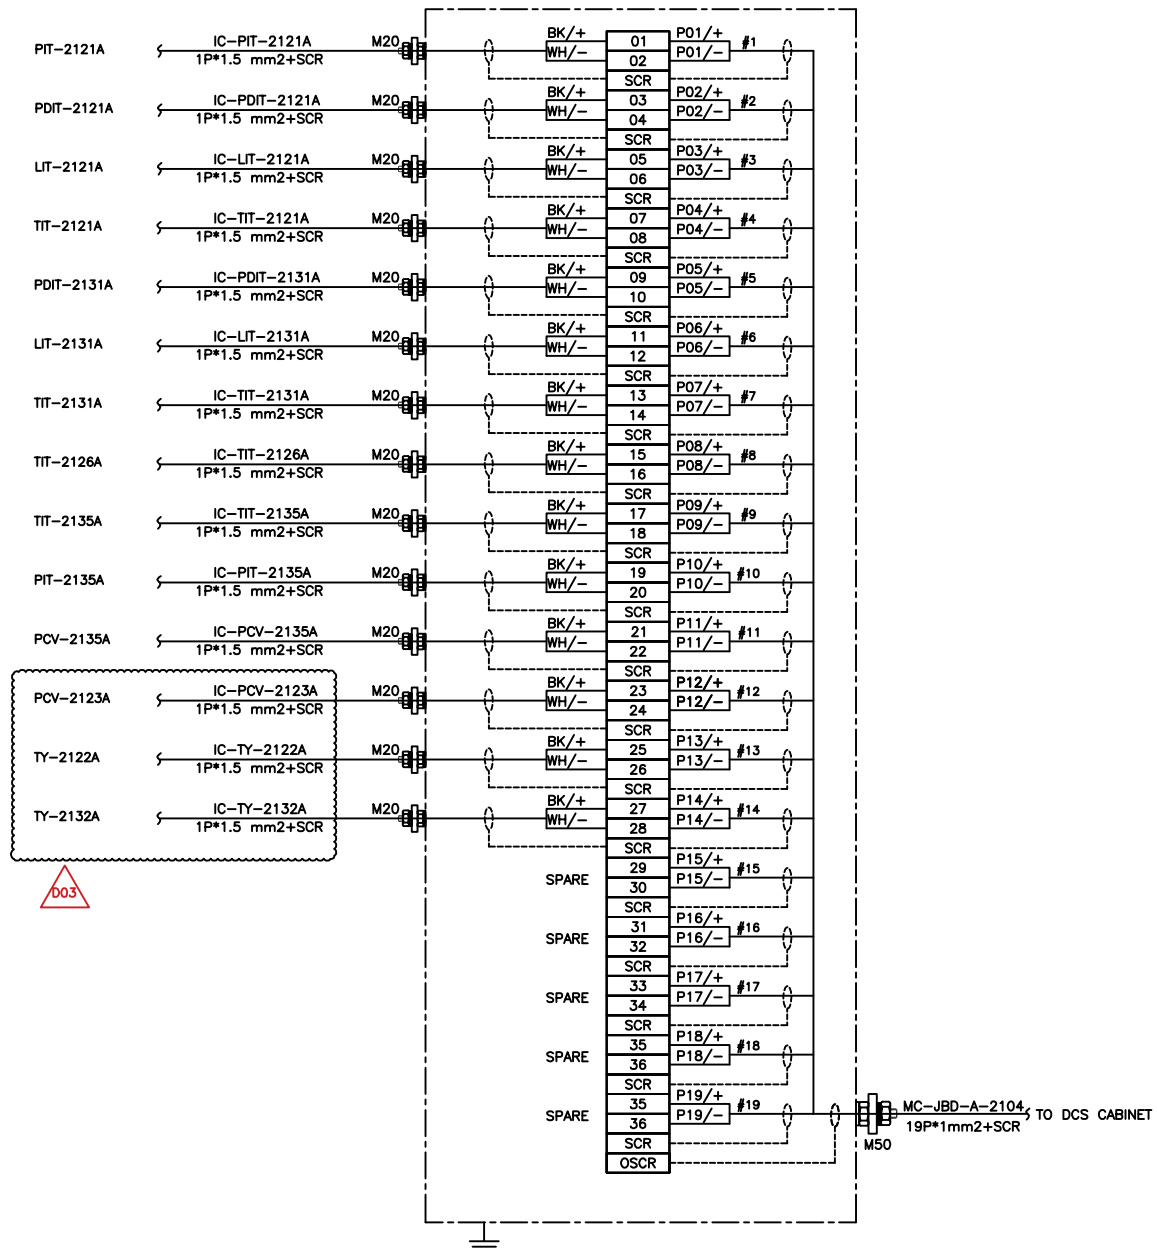 PIT-2121A IC-PIT-2121A M20 BK/+ 01 P01/+ #1
1P*1.5 mm2+SCR WH/- 02 P01/-
SCR
PDIT-2121A IC-PDIT-2121A M20 BK/+ 03 P02/+ #2
1P*1.5 mm2+SCR WH/- 04 P02/-
SCR
LIT-2121A IC-LIT-2121A M20 BK/+ 05 P03/+ #3
1P*1.5 mm2+SCR WH/- 06 P03/-
SCR
TIT-2121A IC-TIT-2121A M20 BK/+ 07 P04/+ #4
1P*1.5 mm2+SCR WH/- 08 P04/-
SCR
PDIT-2131A IC-PDIT-2131A M20 BK/+ 09 P05/+ #5
1P*1.5 mm2+SCR WH/- 10 P05/-
SCR
LIT-2131A IC-LIT-2131A M20 BK/+ 11 P06/+ #6
1P*1.5 mm2+SCR WH/- 12 P06/-
SCR
TIT-2131A IC-TIT-2131A M20 BK/+ 13 P07/+ #7
1P*1.5 mm2+SCR WH/- 14 P07/-
SCR
TIT-2126A IC-TIT-2126A M20 BK/+ 15 P08/+ #8
1P*1.5 mm2+SCR WH/- 16 P08/-
SCR
TIT-2135A IC-TIT-2135A M20 BK/+ 17 P09/+ #9
1P*1.5 mm2+SCR WH/- 18 P09/-
SCR
PIT-2135A IC-PIT-2135A M20 BK/+ 19 P10/+ #10
1P*1.5 mm2+SCR WH/- 20 P10/-
SCR
PCV-2135A IC-PCV-2135A M20 BK/+ 21 P11/+ #11
1P*1.5 mm2+SCR WH/- 22 P11/-
SCR
PCV-2123A IC-PCV-2123A M20 BK/+ 23 P12/+ #12
1P*1.5 mm2+SCR WH/- 24 P12/-
SCR
TY-2122A IC-TY-2122A M20 BK/+ 25 P13/+ #13
1P*1.5 mm2+SCR WH/- 26 P13/-
SCR
TY-2132A IC-TY-2132A M20 BK/+ 27 P14/+ #14
1P*1.5 mm2+SCR WH/- 28 P14/-
SCR
D03
SPARE 29 P15/+ #15
30 P15/-
SCR
SPARE 31 P16/+ #16
32 P16/-
SCR
SPARE 33 P17/+ #17
34 P17/-
SCR
SPARE 35 P18/+ #18
36 P18/-
SCR
SPARE 35 P19/+ #19
36 P19/-
SCR
OSCR
MC-JBD-A-2104 TO DCS CABINET
19P*1mm2+SCR
M50